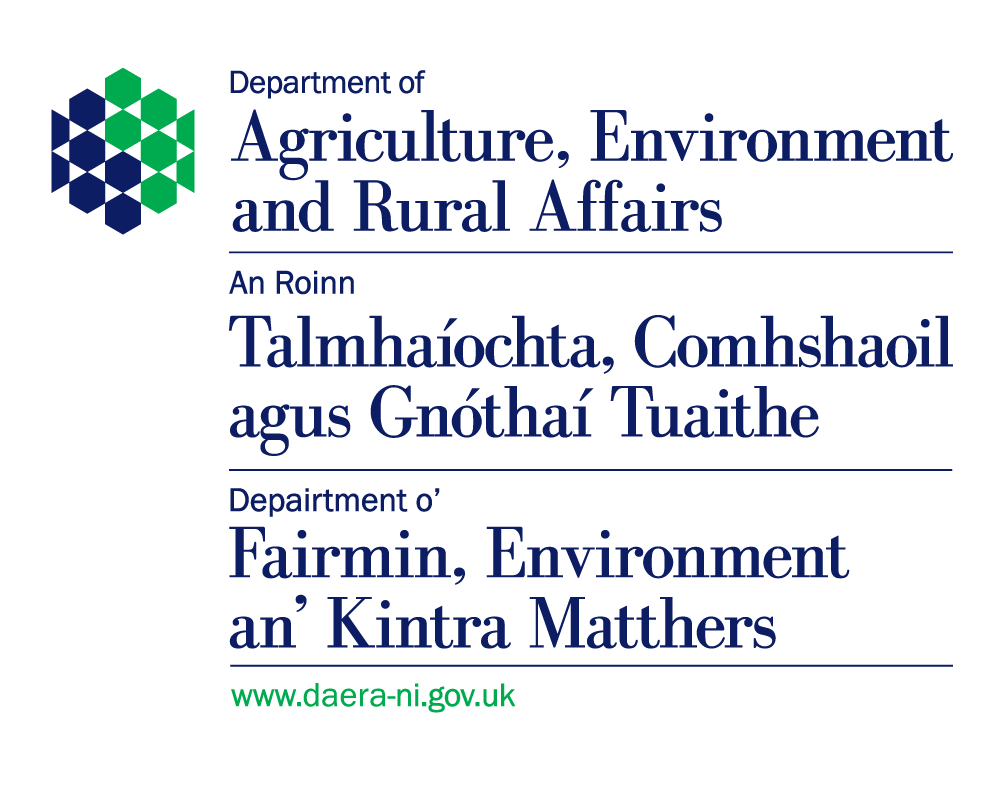 Department of
Agriculture, Environment
and Rural Affairs
An Roinn
Talmhaíochta, Comhshaoil
agus Gnóthaí Tuaithe
Depairtment o’
Fairmin, Environment
an’ Kintra Matthers
www.daera-ni.gov.uk